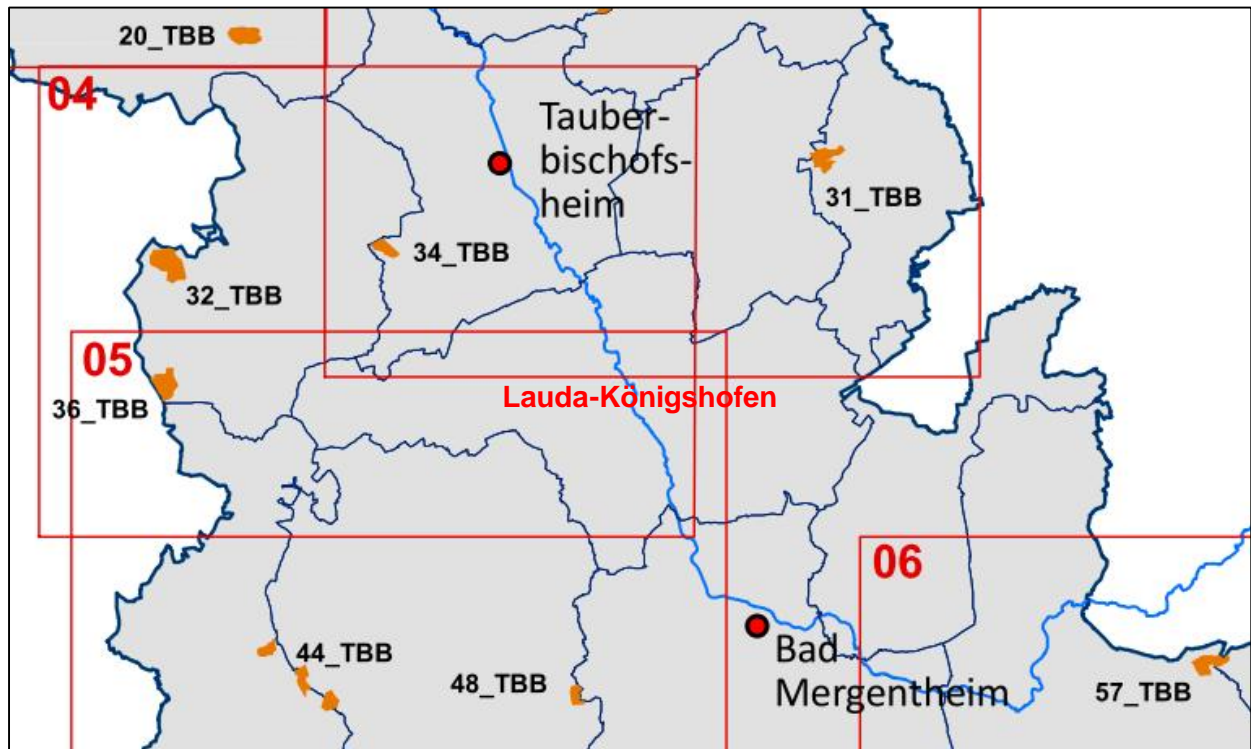 20_TBB
04
Tauber-
bischofs-
heim
31_TBB
34_TBB
32_TBB
05
36_TBB
Lauda-Königshofen
06
44_TBB
48_TBB
Bad
Mergentheim
57_TBB